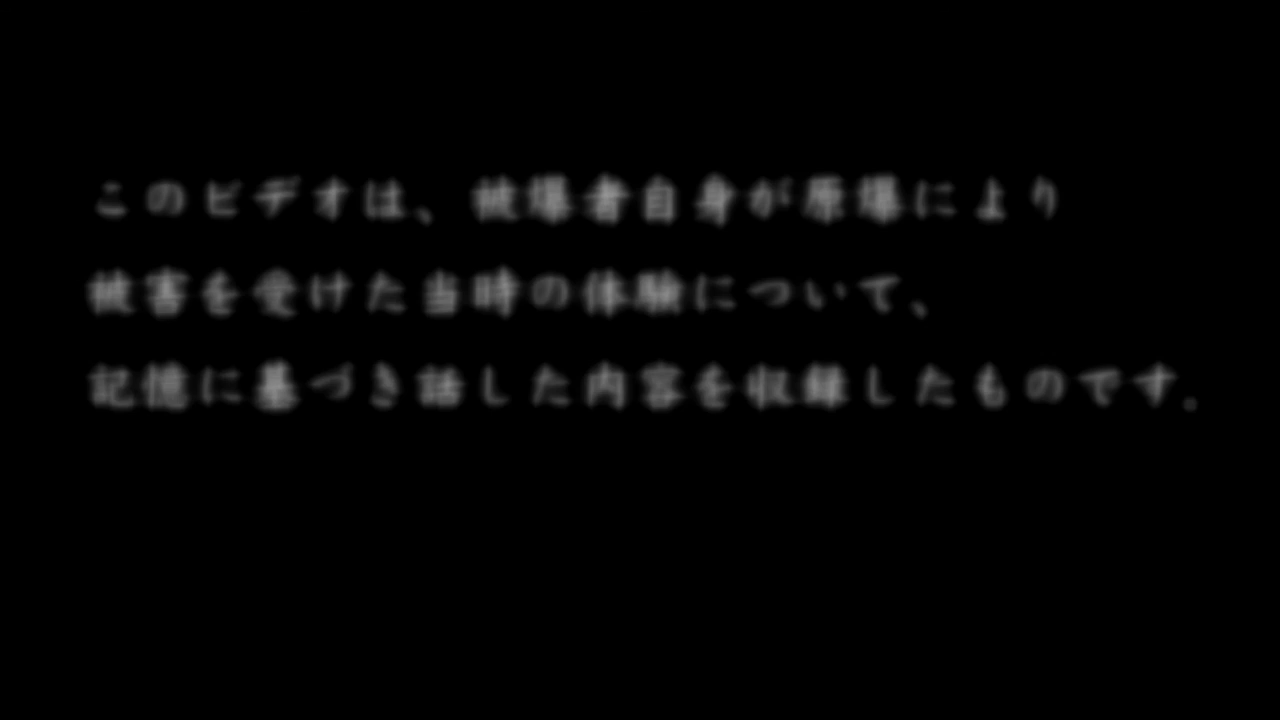 このビデオは、被爆者自身が原爆により
被害を受けた当時の体験について、
記憶に基づき話した内容を収録したものです。